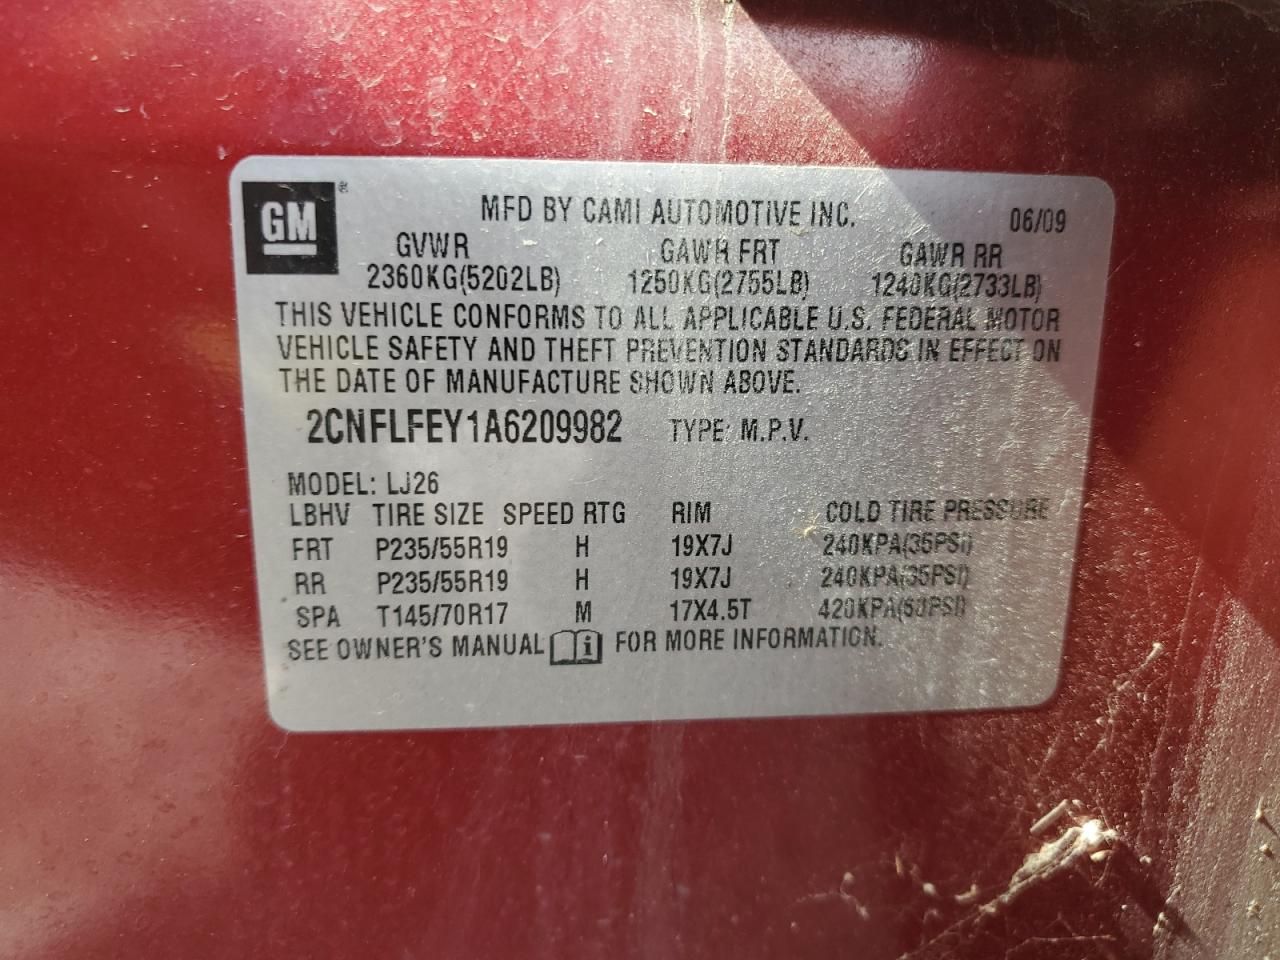 GM ®
MFD BY CAMI AUTOMOTIVE INC. 06/09
GVWR GAWR FRT GAWR RR
2360KG(5202LB) 1250KG(2755LB) 1240KG(2733LB)
THIS VEHICLE CONFORMS TO ALL APPLICABLE U.S. FEDERAL MOTOR
VEHICLE SAFETY AND THEFT PREVENTION STANDARDS IN EFFECT ON
THE DATE OF MANUFACTURE SHOWN ABOVE.
2CNFLFEY1A6209982 TYPE: M.P.V.
MODEL: LJ26
LBHV TIRE SIZE SPEED RTG RIM COLD TIRE PRESSURE
FRT P235/55R19 H 19X7J 240KPA(35PSI)
RR P235/55R19 H 19X7J 240KPA(35PSI)
SPA T145/70R17 M 17X4.5T 420KPA(60PSI)
SEE OWNER'S MANUAL i FOR MORE INFORMATION.